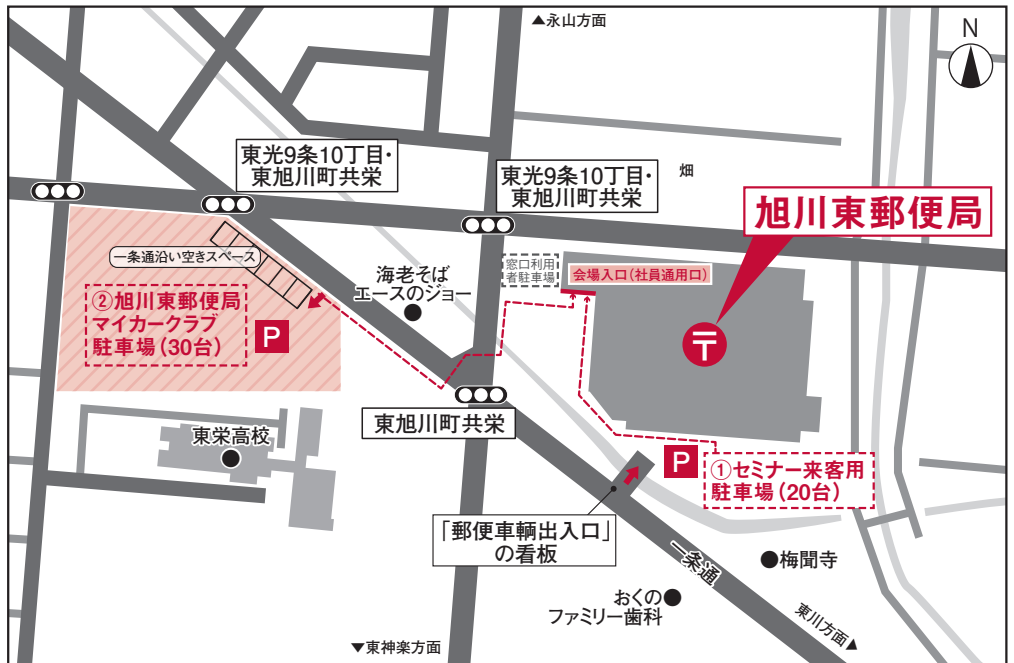 ▲永山方面
N
東光9条10丁目・
東旭川町共栄
東光9条10丁目・
東旭川町共栄
畑
旭川東郵便局
一条通沿い空きスペース
窓口利用
者駐車場
会場入口（社員通用口）
海老そば
エースのジョー
②旭川東郵便局
マイカークラブ
駐車場（30台）
P
〒
東旭川町共栄
東栄高校
P
①セミナー来客用
駐車場（20台）
「郵便車輌出入口」
の看板
一条通
梅聞寺
おくの
ファミリー歯科
東川方面▲
▼東神楽方面